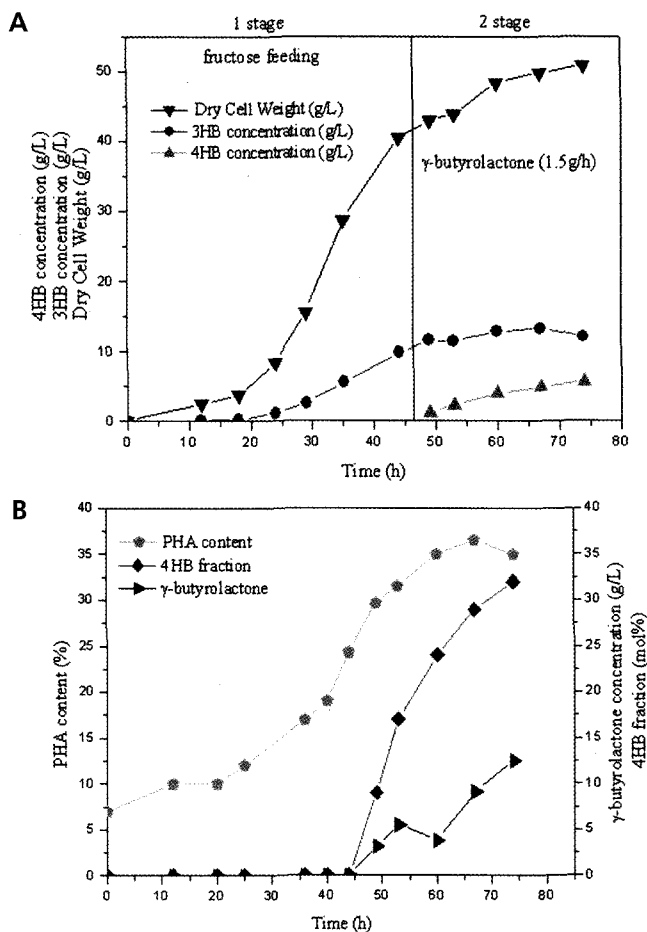 A
1 stage
2 stage
fructose feeding
Dry Cell Weight (g/L)
3HB concentration (g/L)
4HB concentration (g/L)
γ-butyrolactone (1.5g/h)
4HB concentration (g/L)
3HB concentration (g/L)
Dry Cell Weight (g/L)
50
40
30
20
10
0
0 10 20 30 40 50 60 70 80
Time (h)
B
PHA content
4HB fraction
γ-butyrolactone
PHA content (%)
40
35
30
25
20
15
10
5
0
40
35
30
25
20
15
10
5
0
γ-butyrolactone concentration (g/L)
4HB fraction (mol%)
0 10 20 30 40 50 60 70 80
Time (h)